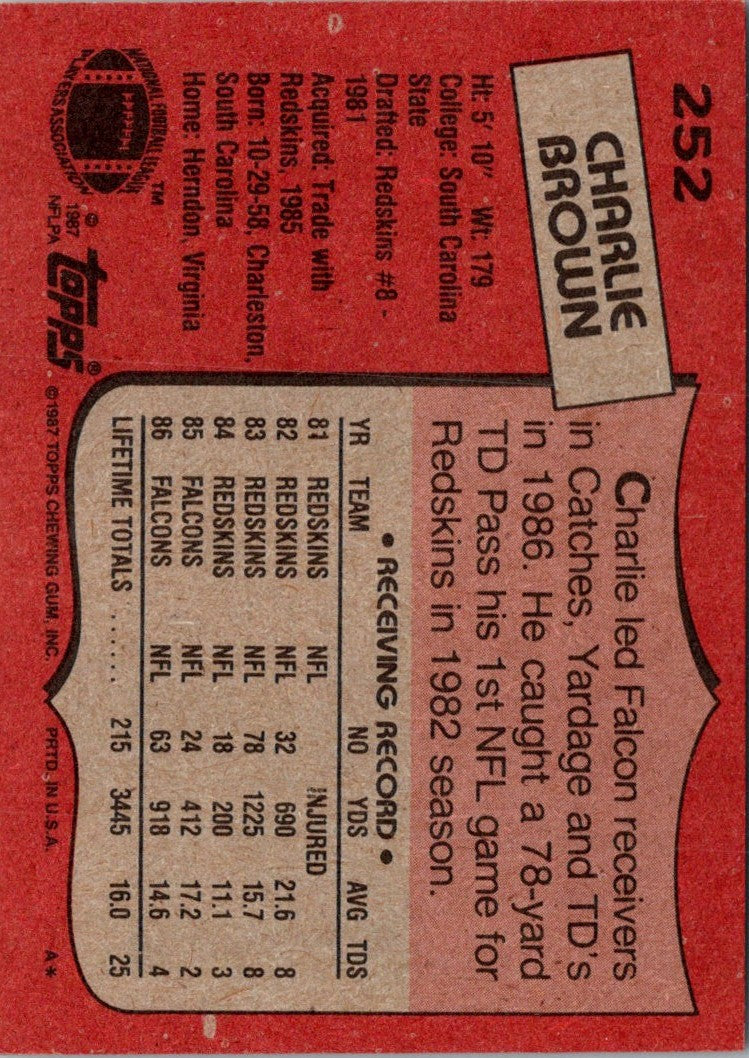 252
CHARLIE
BROWN
Ht: 5' 10" Wt: 179
College: South Carolina
State
Drafted: Redskins #8 -
1981
Acquired: Trade with
Redskins, 1985
Born: 10-29-58, Charleston,
South Carolina
Home: Herndon, Virginia
NATIONAL FOOTBALL LEAGUE
PLAYERS ASSOCIATION
TM
© 1987
NFLPA
topps®
Charlie led Falcon receivers
in Catches, Yardage and TD's
in 1986. He caught a 78-yard
TD Pass his 1st NFL game for
Redskins in 1982 season.
• RECEIVING RECORD •
YR TEAM NO YDS AVG TDS
81 REDSKINS NFL INJURED
82 REDSKINS NFL 32 690 21.6 8
83 REDSKINS NFL 78 1225 15.7 8
84 REDSKINS NFL 18 200 11.1 3
85 FALCONS NFL 24 412 17.2 2
86 FALCONS NFL 63 918 14.6 4
LIFETIME TOTALS ...... 215 3445 16.0 25
©1987 TOPPS CHEWING GUM, INC. PRTD. IN U.S.A. A*